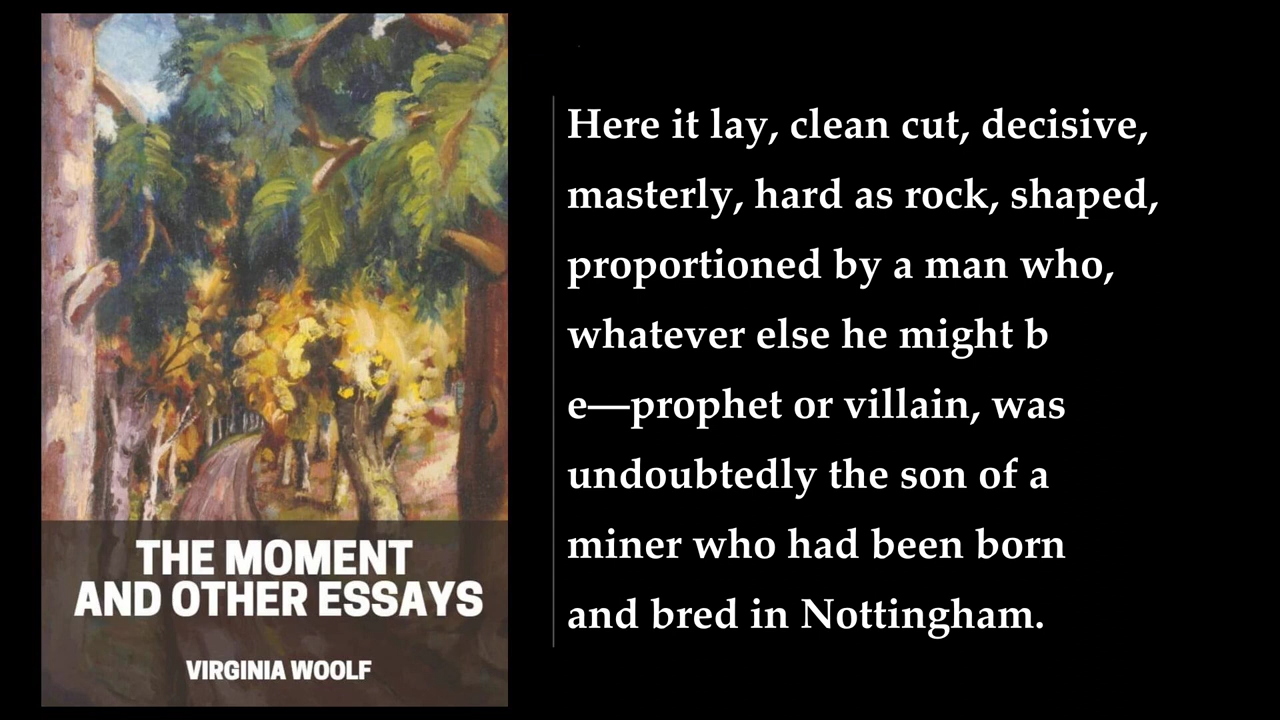 THE MOMENT
AND OTHER ESSAYS
VIRGINIA WOOLF
Here it lay, clean cut, decisive,
masterly, hard as rock, shaped,
proportioned by a man who,
whatever else he might b
e—prophet or villain, was
undoubtedly the son of a
miner who had been born
and bred in Nottingham.